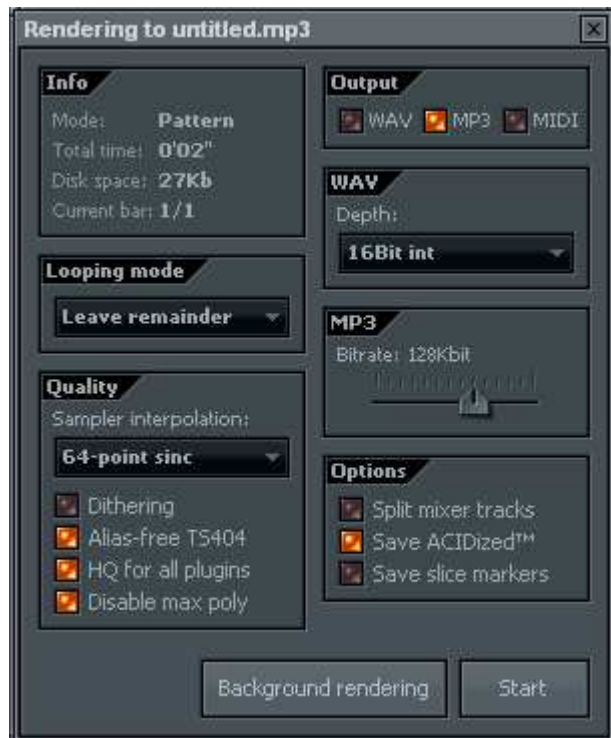 Rendering to untitled.mp3
Info
Mode: Pattern
Total time: 0'02"
Disk space: 27Kb
Current bar: 1/1
Looping mode
Leave remainder
Quality
Sampler interpolation:
64-point sinc
Dithering
Alias-free TS404
HQ for all plugins
Disable max poly
Output
WAV MP3 MIDI
WAV
Depth:
16Bit int
MP3
Bitrate: 128Kbit
Options
Split mixer tracks
Save ACIDized™
Save slice markers
Background rendering
Start